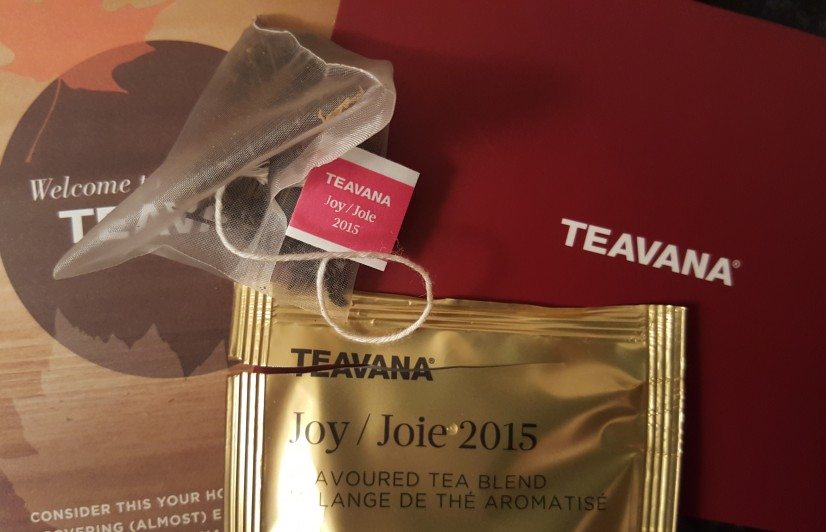 Welcome t
TEAVA
TEAVANA
Joy / Joie
2015
TEAVANA®
TEAVANA®
Joy / Joie 2015
AVOURED TEA BLEND
LANGE DE THÉ AROMATISÉ
CONSIDER THIS YOUR HO
OVERING (ALMOST) E